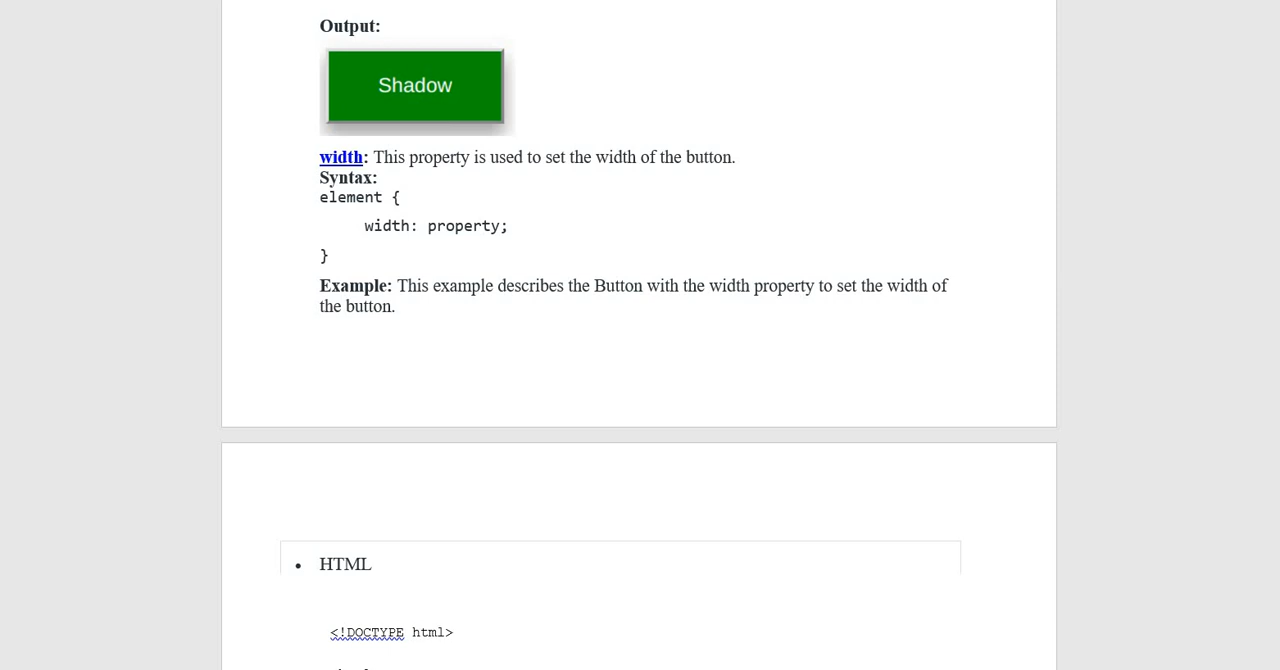 Output:
Shadow
width: This property is used to set the width of the button.
Syntax:
element {
width: property;
}
Example: This example describes the Button with the width property to set the width of
the button.
• HTML
<!DOCTYPE html>